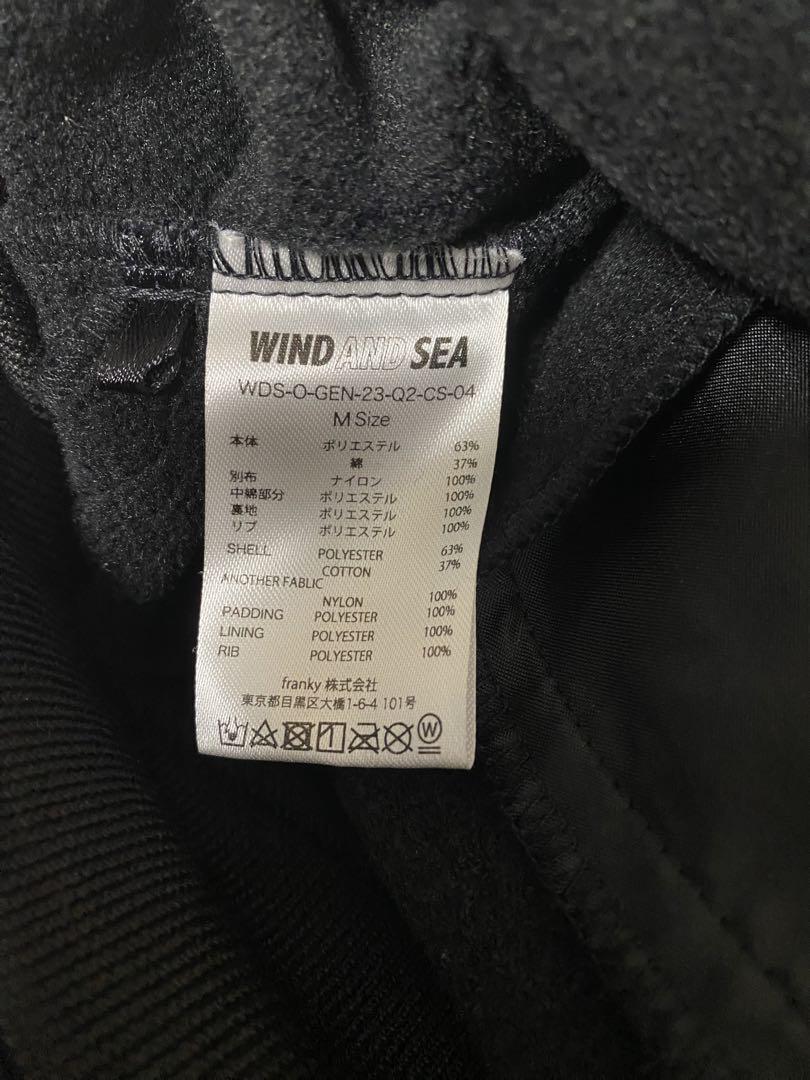 WIND AND SEA
WDS-O-GEN-23-Q2-CS-04
M Size
本体 ポリエステル 63%
綿 37%
別布 ナイロン 100%
中綿部分 ポリエステル 100%
裏地 ポリエステル 100%
リブ ポリエステル 100%
SHELL POLYESTER 63%
COTTON 37%
ANOTHER FABLIC
NYLON 100%
PADDING POLYESTER 100%
LINING POLYESTER 100%
RIB POLYESTER 100%
franky 株式会社
東京都目黒区大橋1-6-4 101号
W